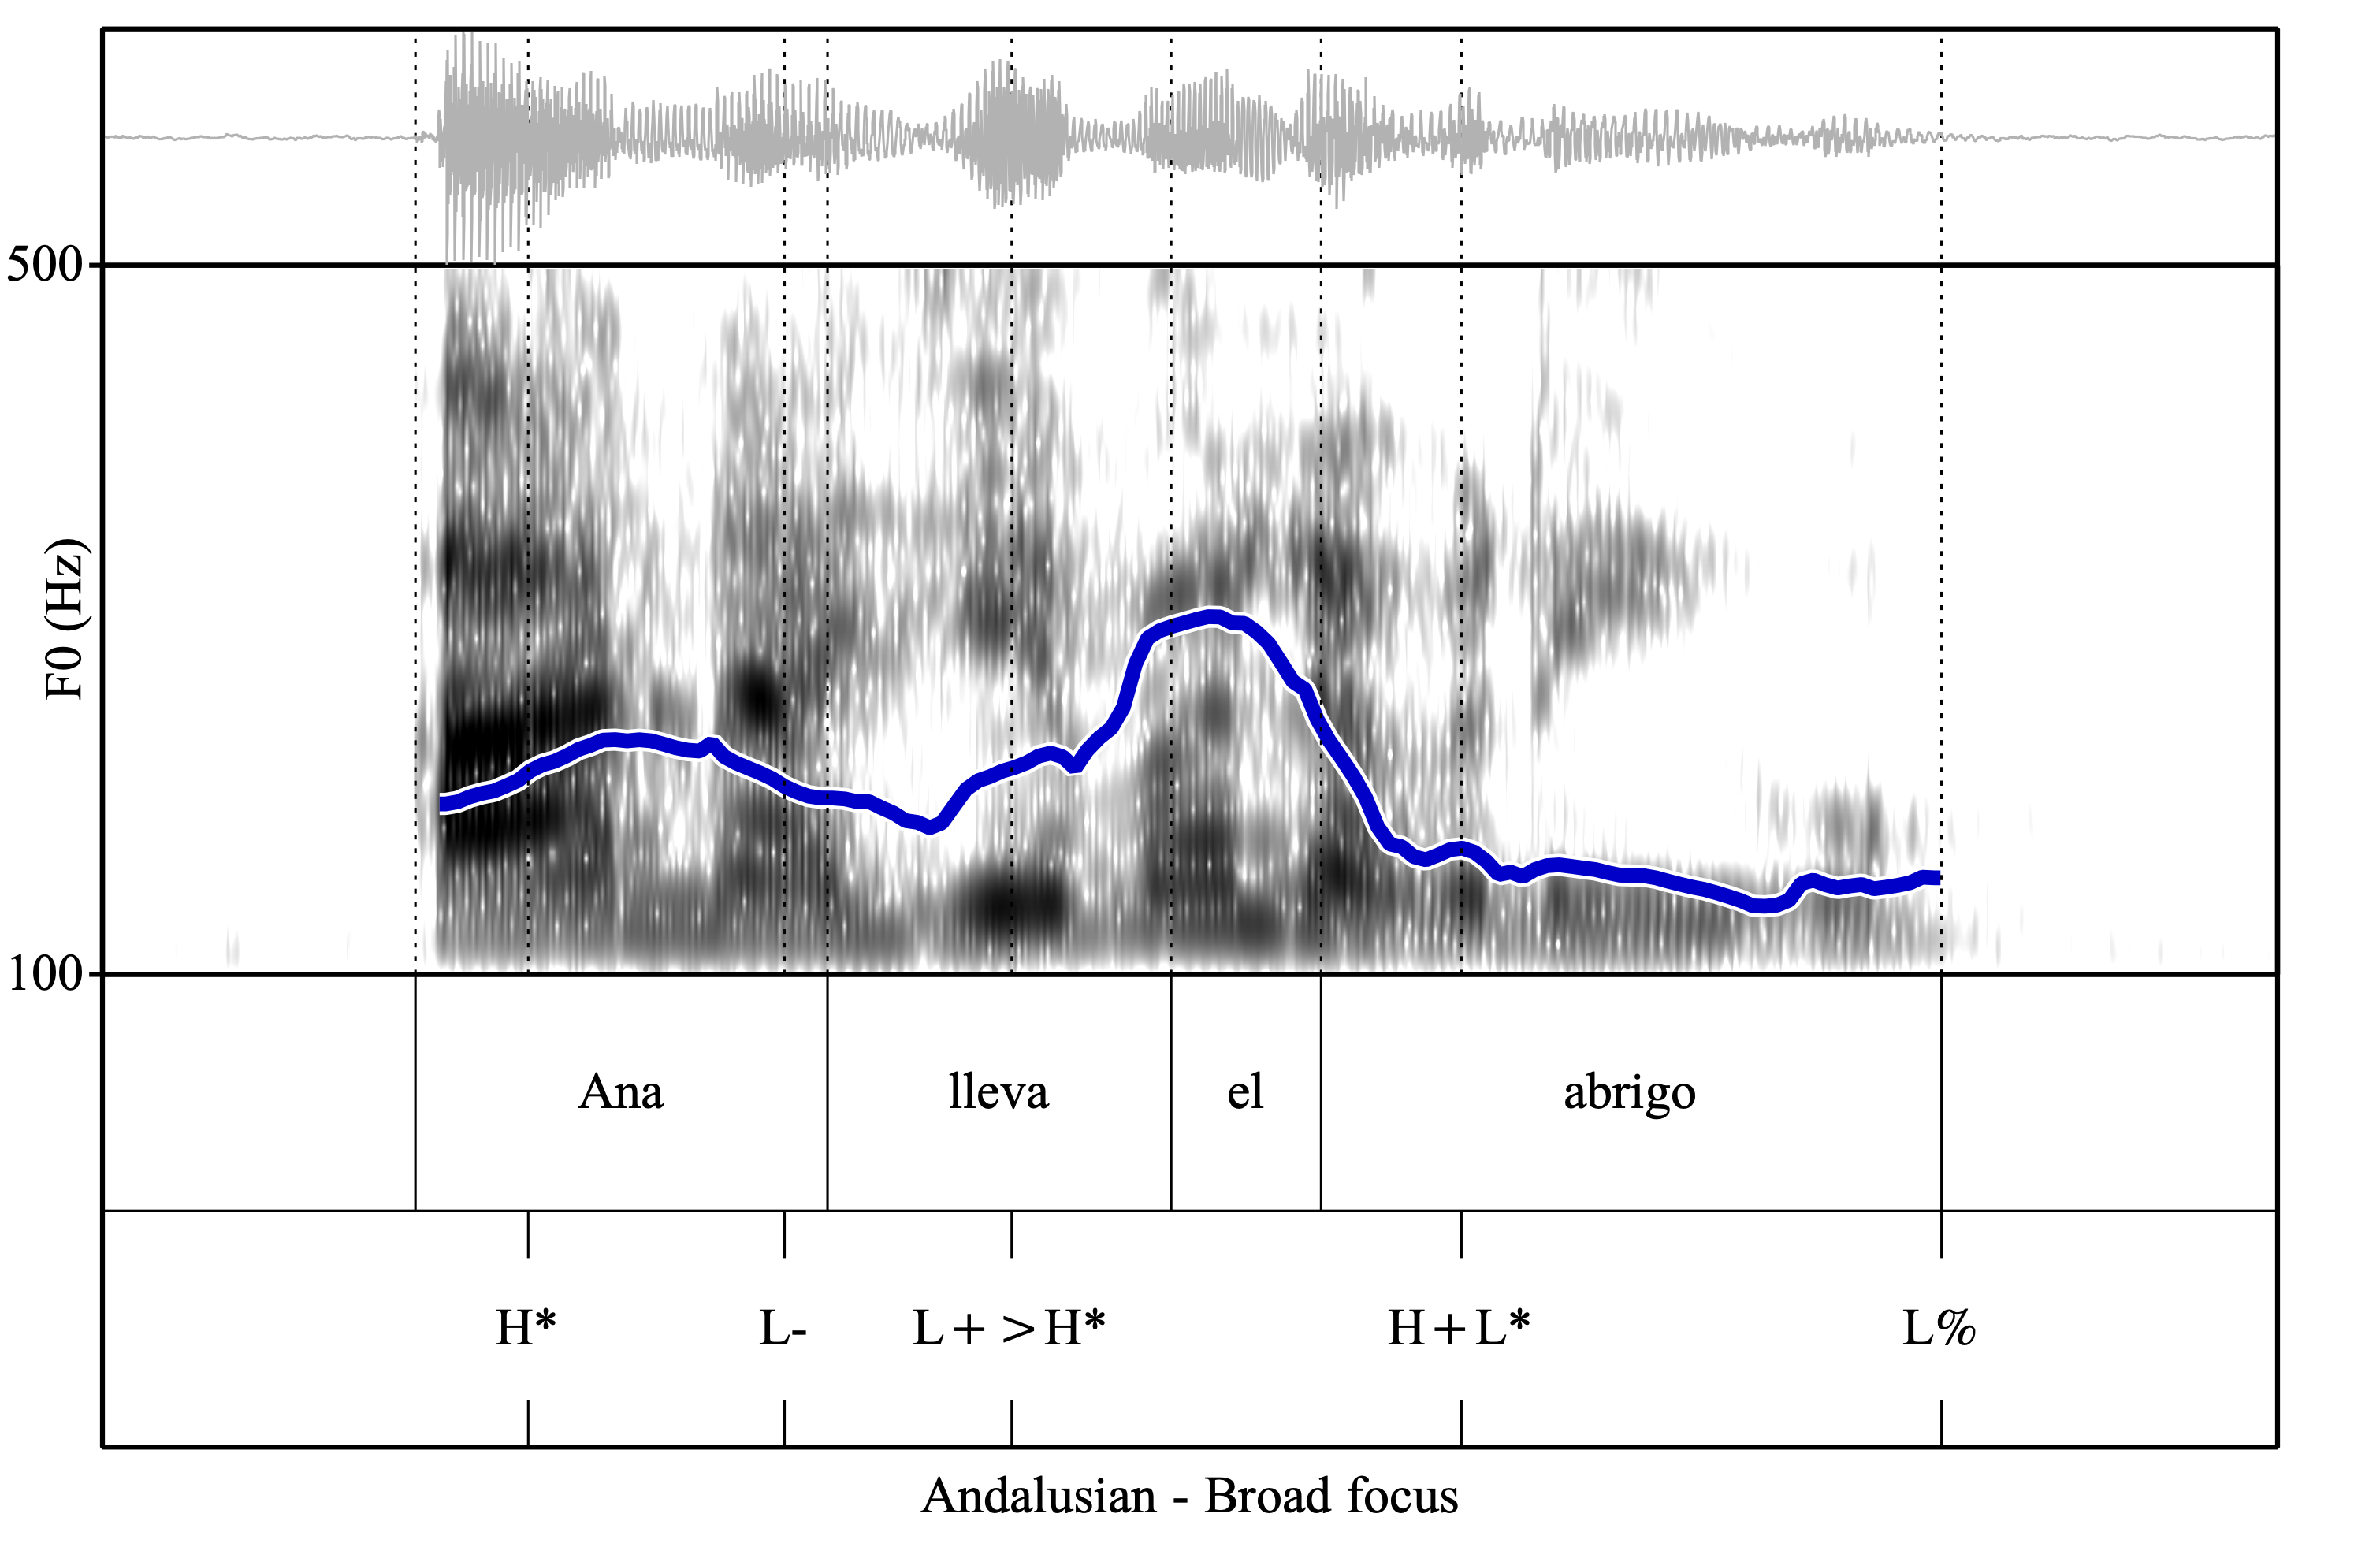 500
F0 (Hz)
100
Ana lleva el abrigo
H* L- L+>H* H+L* L%
Andalusian - Broad focus